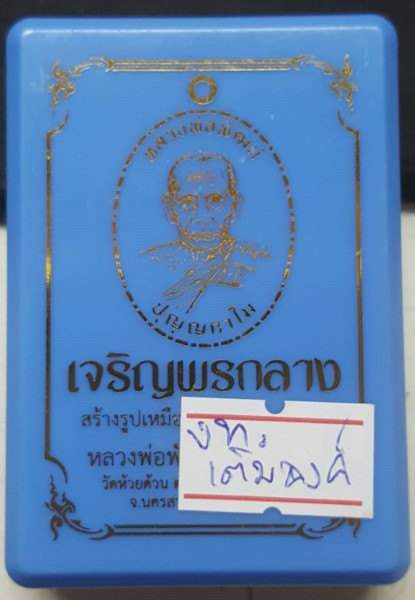 หลวงพ่อพัฒน์
ปุญฺญกาโม
เจริญพรกลาง
สร้างรูปเหมือ
หลวงพ่อพั
วัดห้วยด้วน
จ.นครส
เต็มองค์